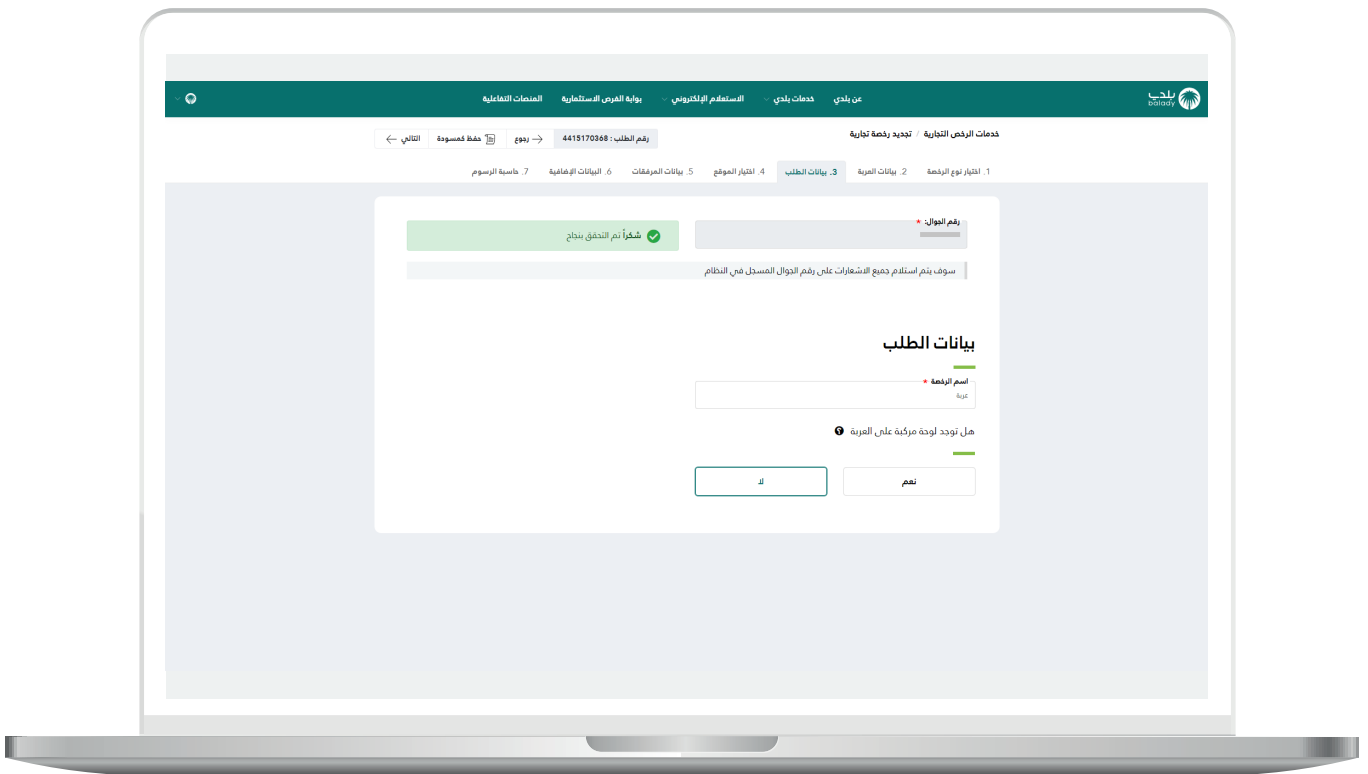 بلدي
balady
عن بلدي خدمات بلدي الاستعلام الإلكتروني بوابة الفرص الاستثمارية المنصات التفاعلية
خدمات الرخص التجارية / تجديد رخصة تجارية
رقم الطلب : 4415170368 رجوع حفظ كمسودة التالي
1. اختيار نوع الرخصة 2. بيانات العربة 3. بيانات الطلب 4. اختيار الموقع 5. بيانات المرفقات 6. البيانات الإضافية 7. حاسبة الرسوم
رقم الجوال: *
شكراً تم التحقق بنجاح
سوف يتم استلام جميع الاشعارات على رقم الجوال المسجل في النظام
بيانات الطلب
اسم الرخصة *
عربة
هل توجد لوحة مركبة على العربة ?
نعم لا